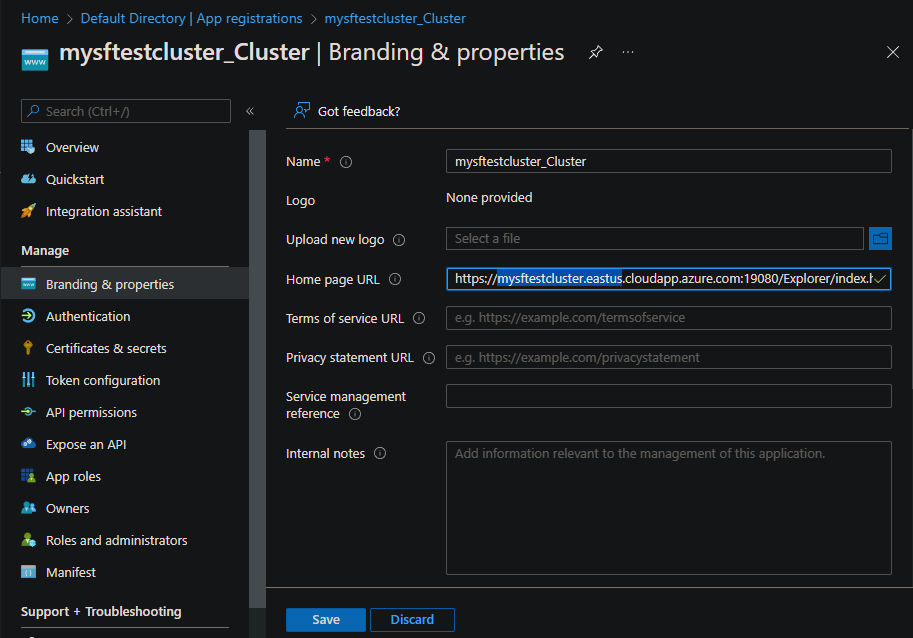 Home > Default Directory | App registrations > mysftestcluster_Cluster
www
mysftestcluster_Cluster | Branding & properties
Search (Ctrl+/)
«
Got feedback?
Overview
Quickstart
Integration assistant
Manage
Branding & properties
Authentication
Certificates & secrets
Token configuration
API permissions
Expose an API
App roles
Owners
Roles and administrators
Manifest
Support + Troubleshooting
Name *
mysftestcluster_Cluster
Logo
None provided
Upload new logo
Select a file
Home page URL
https://mysftestcluster.eastus.cloudapp.azure.com:19080/Explorer/index.h
Terms of service URL
e.g. https://example.com/termsofservice
Privacy statement URL
e.g. https://example.com/privacystatement
Service management
reference
Internal notes
Add information relevant to the management of this application.
Save
Discard